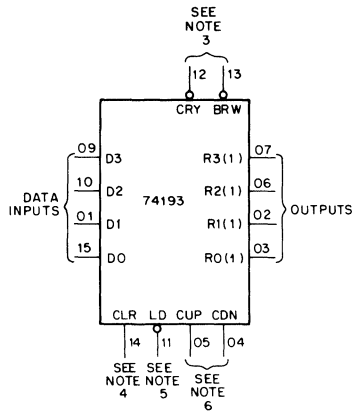 SEE
NOTE
3
12 13
CRY BRW
09 D3 R3(1) 07
10 D2 R2(1) 06
DATA
INPUTS
74193
OUTPUTS
01 D1 R1(1) 02
15 D0 R0(1) 03
CLR LD CUP CDN
14 11 05 04
SEE
NOTE
4
SEE
NOTE
5
SEE
NOTE
6